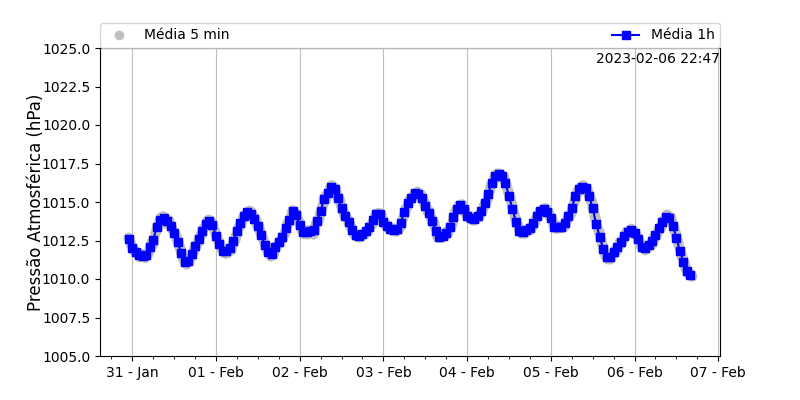 Média 5 min
Média 1h
2023-02-06 22:47
Pressão Atmosférica (hPa)
1025.0
1022.5
1020.0
1017.5
1015.0
1012.5
1010.0
1007.5
1005.0
31 - Jan
01 - Feb
02 - Feb
03 - Feb
04 - Feb
05 - Feb
06 - Feb
07 - Feb